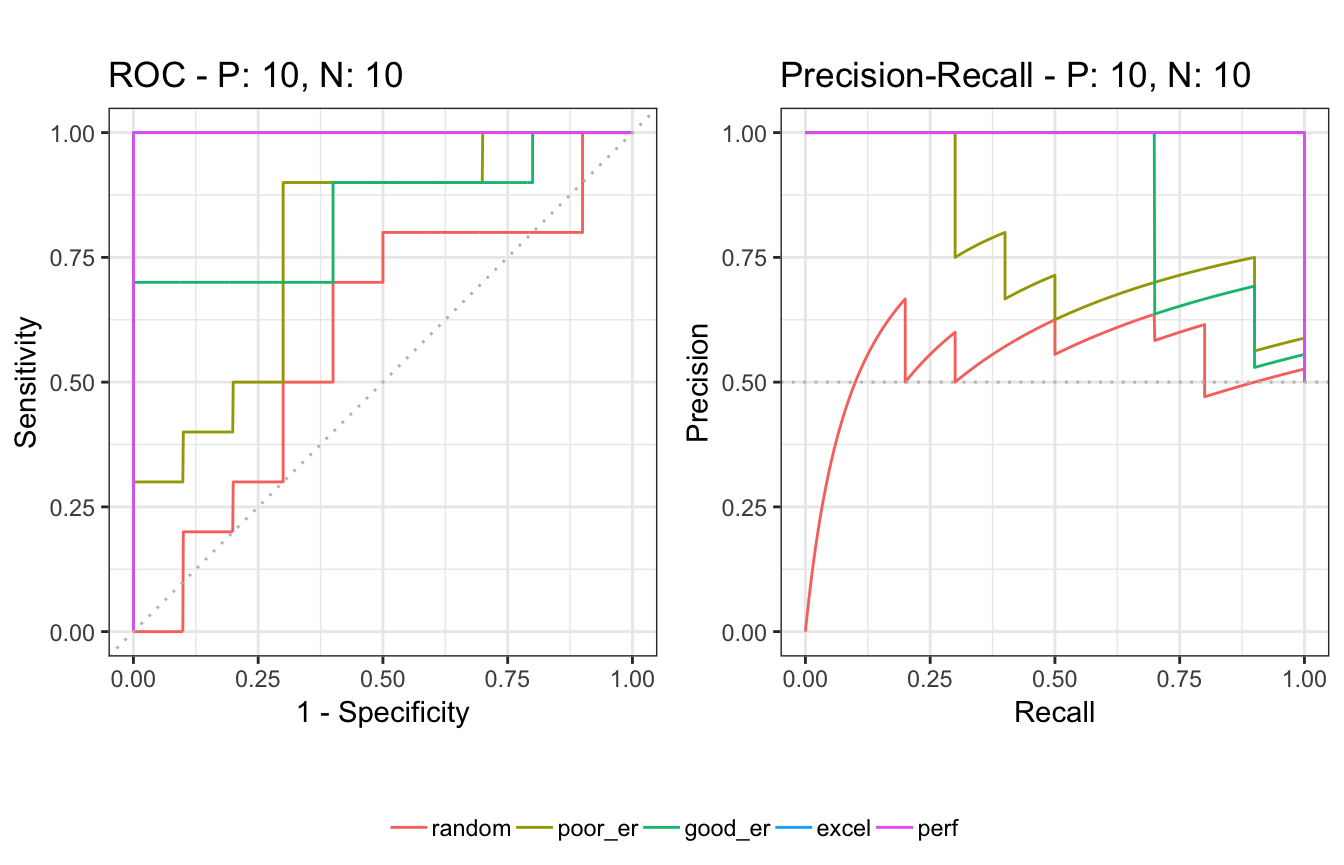 ROC - P: 10, N: 10
1.00
0.75
0.50
0.25
0.00
Sensitivity
0.00 0.25 0.50 0.75 1.00
1 - Specificity
Precision-Recall - P: 10, N: 10
1.00
0.75
0.50
0.25
0.00
Precision
0.00 0.25 0.50 0.75 1.00
Recall
random poor_er good_er excel perf